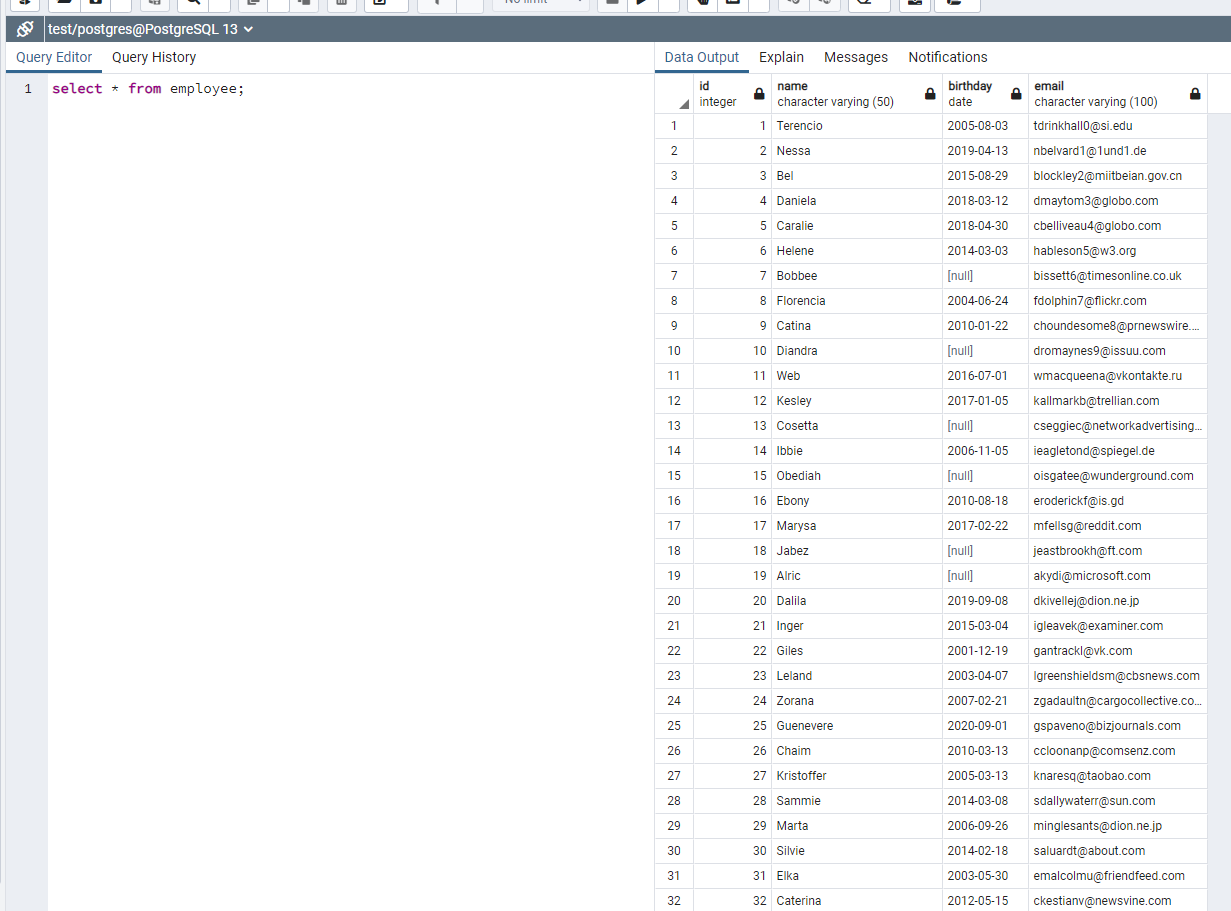 No limit
test/postgres@PostgreSQL 13
Query Editor Query History
1 select * from employee;
Data Output Explain Messages Notifications
id name birthday email
integer character varying (50) date character varying (100)
1 1 Terencio 2005-08-03 tdrinkhall0@si.edu
2 2 Nessa 2019-04-13 nbelvard1@1und1.de
3 3 Bel 2015-08-29 blockley2@miitbeian.gov.cn
4 4 Daniela 2018-03-12 dmaytom3@globo.com
5 5 Caralie 2018-04-30 cbelliveau4@globo.com
6 6 Helene 2014-03-03 hableson5@w3.org
7 7 Bobbee [null] bissett6@timesonline.co.uk
8 8 Florencia 2004-06-24 fdolphin7@flickr.com
9 9 Catina 2010-01-22 choundesome8@prnewswire....
10 10 Diandra [null] dromaynes9@issuu.com
11 11 Web 2016-07-01 wmacqueena@vkontakte.ru
12 12 Kesley 2017-01-05 kallmarkb@trellian.com
13 13 Cosetta [null] cseggiec@networkadvertising...
14 14 Ibbie 2006-11-05 ieagletond@spiegel.de
15 15 Obediah [null] oisgatee@wunderground.com
16 16 Ebony 2010-08-18 eroderickf@is.gd
17 17 Marysa 2017-02-22 mfellsg@reddit.com
18 18 Jabez [null] jeastbrookh@ft.com
19 19 Alric [null] akydi@microsoft.com
20 20 Dalila 2019-09-08 dkivellej@dion.ne.jp
21 21 Inger 2015-03-04 igleavek@examiner.com
22 22 Giles 2001-12-19 gantrackl@vk.com
23 23 Leland 2003-04-07 lgreenshieldsm@cbsnews.com
24 24 Zorana 2007-02-21 zgadaultn@cargocollective.co...
25 25 Guenevere 2020-09-01 gspaveno@bizjournals.com
26 26 Chaim 2010-03-13 ccloonanp@comsenz.com
27 27 Kristoffer 2005-03-13 knaresq@taobao.com
28 28 Sammie 2014-03-08 sdallywaterr@sun.com
29 29 Marta 2006-09-26 minglesants@dion.ne.jp
30 30 Silvie 2014-02-18 saluardt@about.com
31 31 Elka 2003-05-30 emalcolmu@friendfeed.com
32 32 Caterina 2012-05-15 ckestianv@newsvine.com